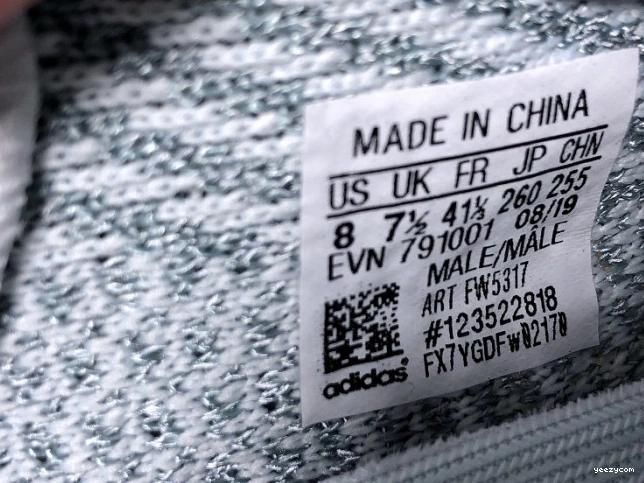 MADE IN CHINA
US UK FR JP CHN
8 7½ 41⅓ 260 255
EVN 791001 08/19
MALE/MÂLE
ART FW5317
#123522818
FX7YGDFw02170
adidas
yeezycom